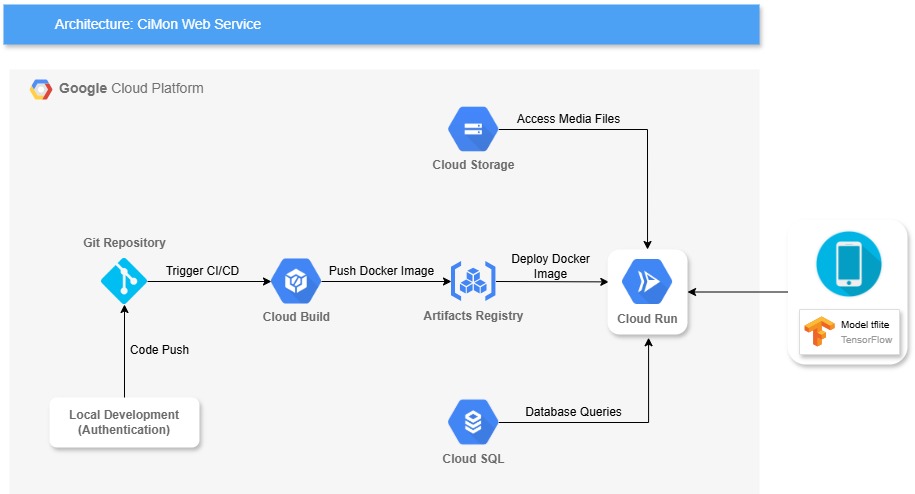 Architecture: CiMon Web Service
Google Cloud Platform
Access Media Files
Cloud Storage
Git Repository
Trigger CI/CD
Push Docker Image
Deploy Docker
Image
Cloud Build
Artifacts Registry
Cloud Run
Model tflite
TensorFlow
Code Push
Local Development
(Authentication)
Database Queries
Cloud SQL